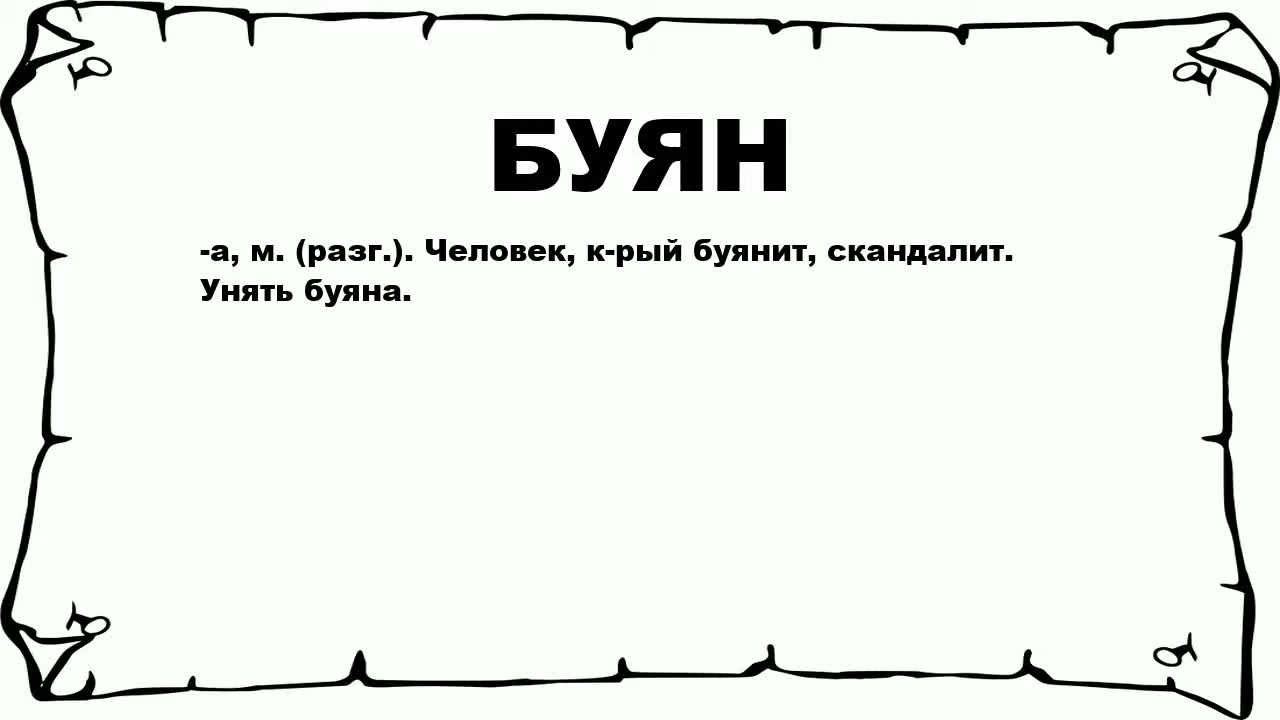 БУЯН
-а, м. (разг.). Человек, к-рый буянит, скандалит.
Унять буяна.